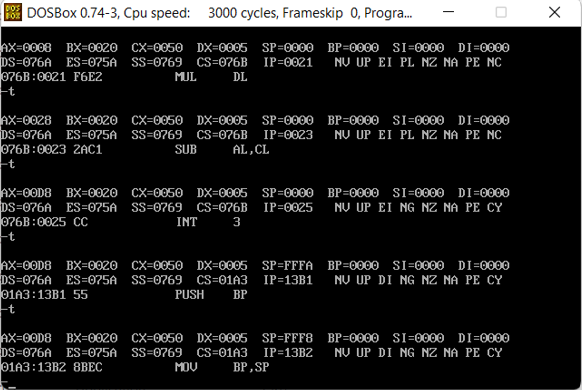 DOSBox 0.74-3, Cpu speed: 3000 cycles, Frameskip 0, Progra...
AX=0008 BX=0020 CX=0050 DX=0005 SP=0000 BP=0000 SI=0000 DI=0000
DS=076A ES=075A SS=0769 CS=076B IP=0021 NV UP EI PL NZ NA PE NC
076B:0021 F6E2 MUL DL
-t
AX=0028 BX=0020 CX=0050 DX=0005 SP=0000 BP=0000 SI=0000 DI=0000
DS=076A ES=075A SS=0769 CS=076B IP=0023 NV UP EI PL NZ NA PE NC
076B:0023 2AC1 SUB AL,CL
-t
AX=00D8 BX=0020 CX=0050 DX=0005 SP=0000 BP=0000 SI=0000 DI=0000
DS=076A ES=075A SS=0769 CS=076B IP=0025 NV UP EI NG NZ NA PE CY
076B:0025 CC INT 3
-t
AX=00D8 BX=0020 CX=0050 DX=0005 SP=FFFA BP=0000 SI=0000 DI=0000
DS=076A ES=075A SS=0769 CS=01A3 IP=13B1 NV UP DI NG NZ NA PE CY
01A3:13B1 55 PUSH BP
-t
AX=00D8 BX=0020 CX=0050 DX=0005 SP=FFF8 BP=0000 SI=0000 DI=0000
DS=076A ES=075A SS=0769 CS=01A3 IP=13B2 NV UP DI NG NZ NA PE CY
01A3:13B2 8BEC MOV BP,SP
-